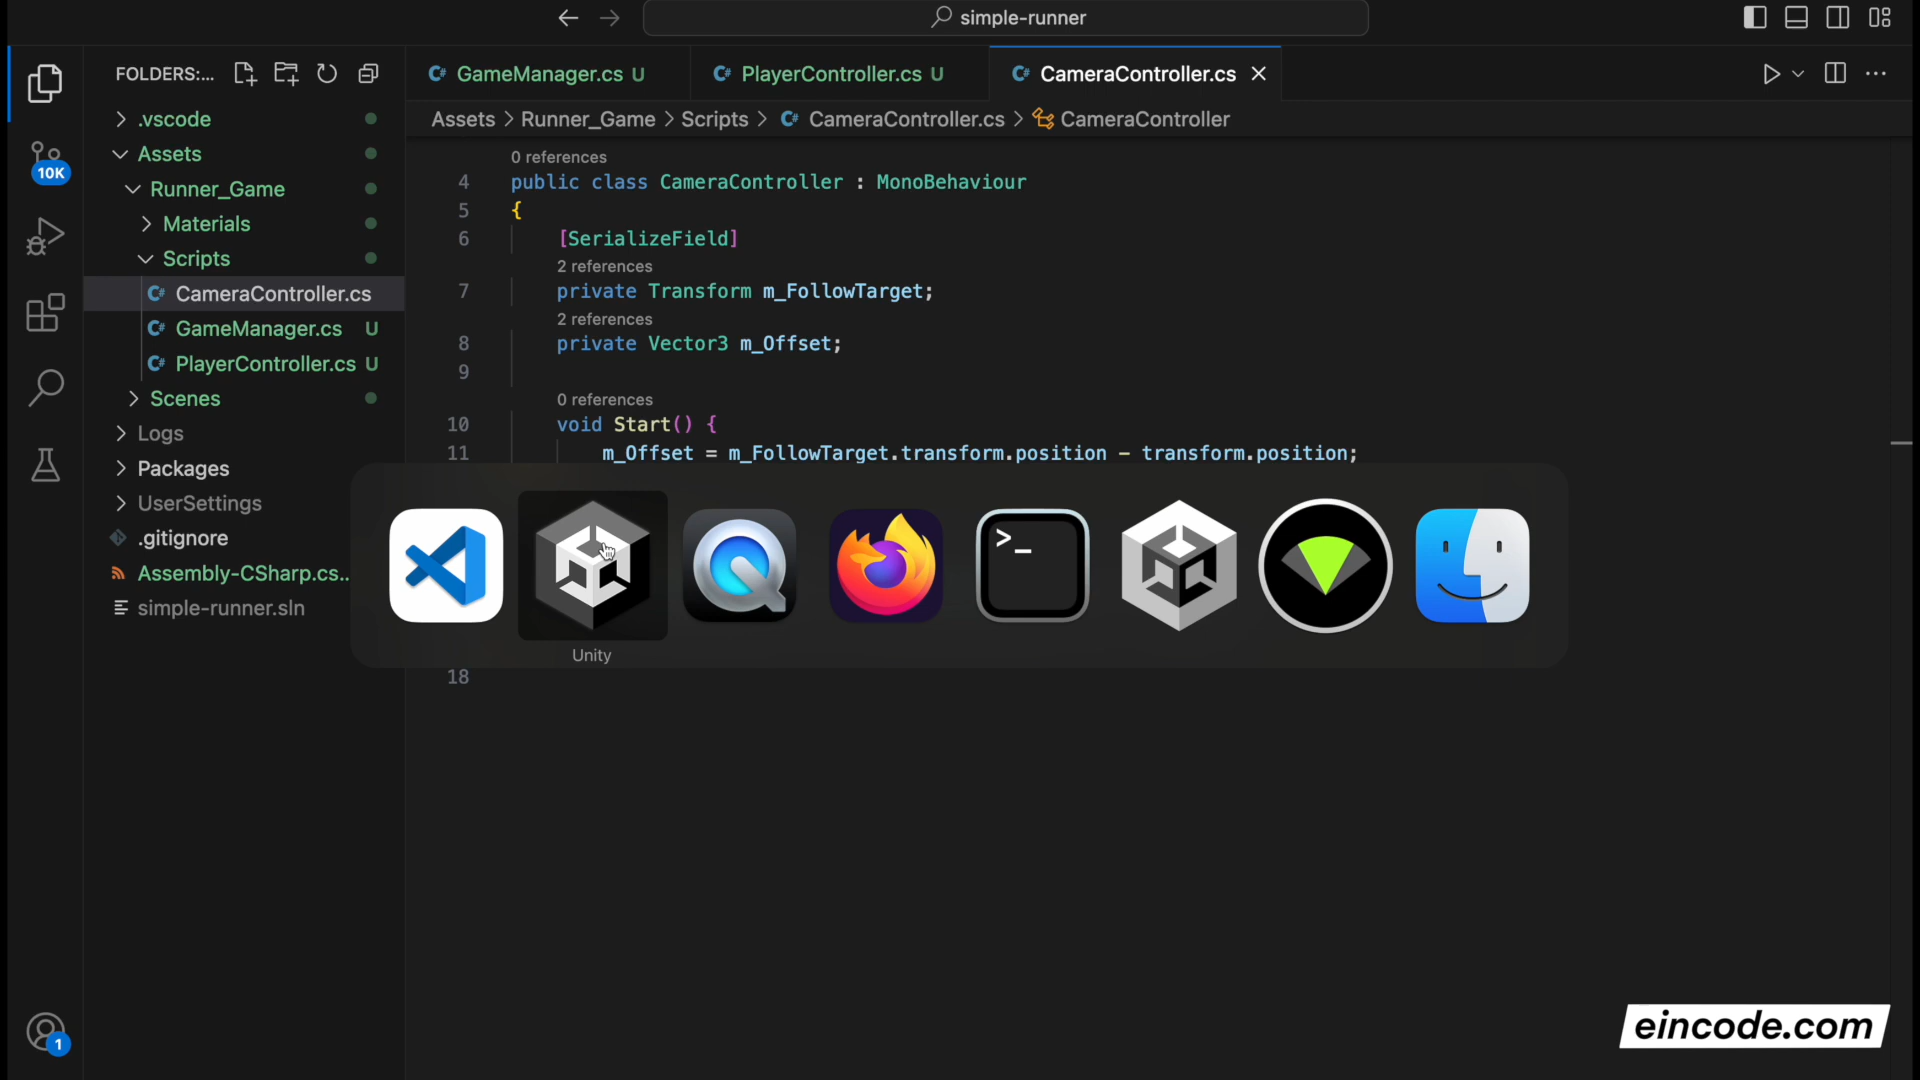 simple-runner
FOLDERS:...
GameManager.cs U
PlayerController.cs U
CameraController.cs
Assets > Runner_Game > Scripts > CameraController.cs > CameraController
10K
.vscode
Assets
Runner_Game
Materials
Scripts
CameraController.cs
GameManager.cs U
PlayerController.cs U
Scenes
Logs
Packages
UserSettings
.gitignore
Assembly-CSharp.cs..
simple-runner.sln
0 references
4 public class CameraController : MonoBehaviour
5 {
6 [SerializeField]
2 references
7 private Transform m_FollowTarget;
2 references
8 private Vector3 m_Offset;
9
0 references
10 void Start() {
11 m_Offset = m_FollowTarget.transform.position - transform.position;
>_
Unity
18
1
eincode.com